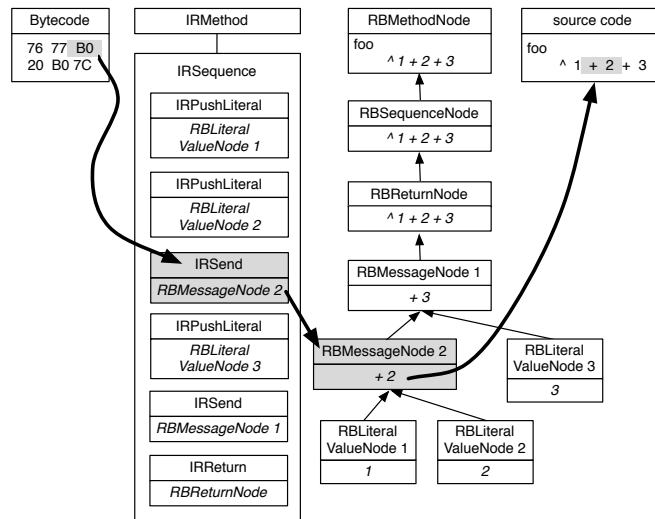 Bytecode
76 77 B0
20 B0 7C
IRMethod
IRSequence
IRPushLiteral
RBLiteral
ValueNode 1
IRPushLiteral
RBLiteral
ValueNode 2
IRSend
RBMessageNode 2
IRPushLiteral
RBLiteral
ValueNode 3
IRSend
RBMessageNode 1
IRReturn
RBReturnNode
RBMethodNode
foo
^ 1 + 2 + 3
RBSequenceNode
^ 1 + 2 + 3
RBReturnNode
^ 1 + 2 + 3
RBMessageNode 1
+ 3
RBMessageNode 2
+ 2
RBLiteral
ValueNode 3
3
RBLiteral
ValueNode 1
1
RBLiteral
ValueNode 2
2
source code
foo
^ 1 + 2 + 3